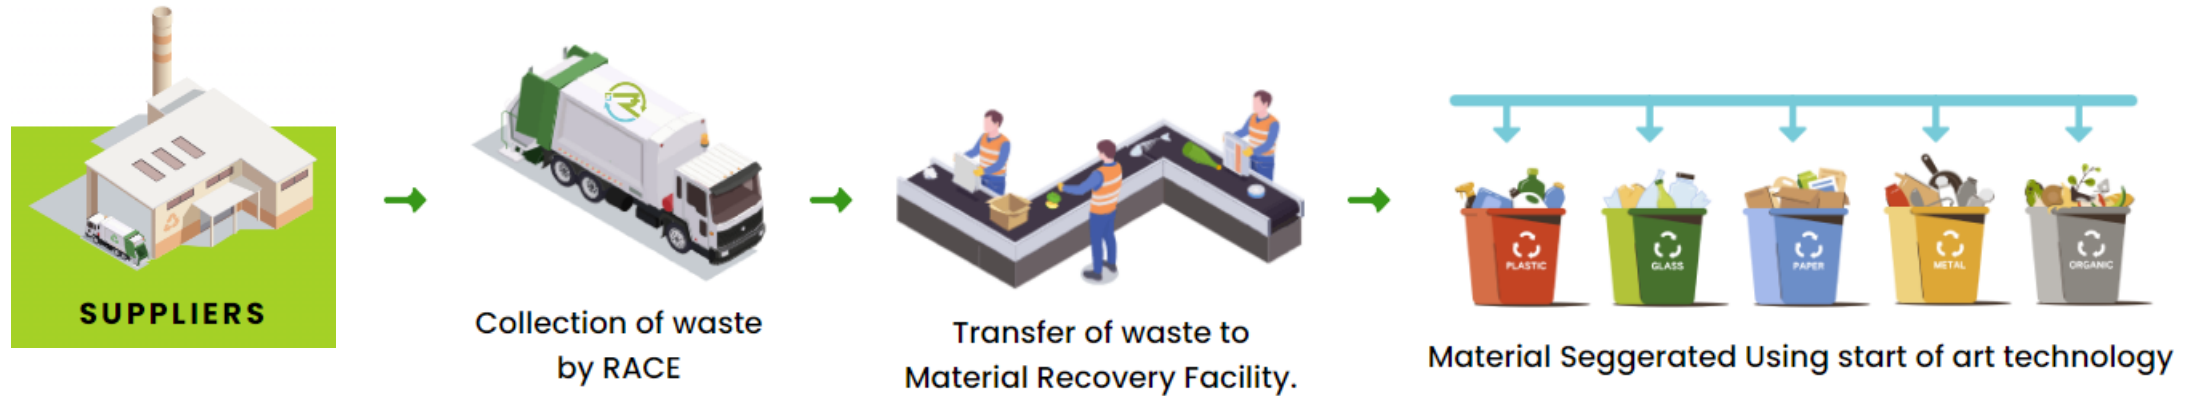 SUPPLIERS
Collection of waste
by RACE
Transfer of waste to
Material Recovery Facility.
PLASTIC
GLASS
PAPER
METAL
ORGANIC
Material Seggerated Using start of art technology